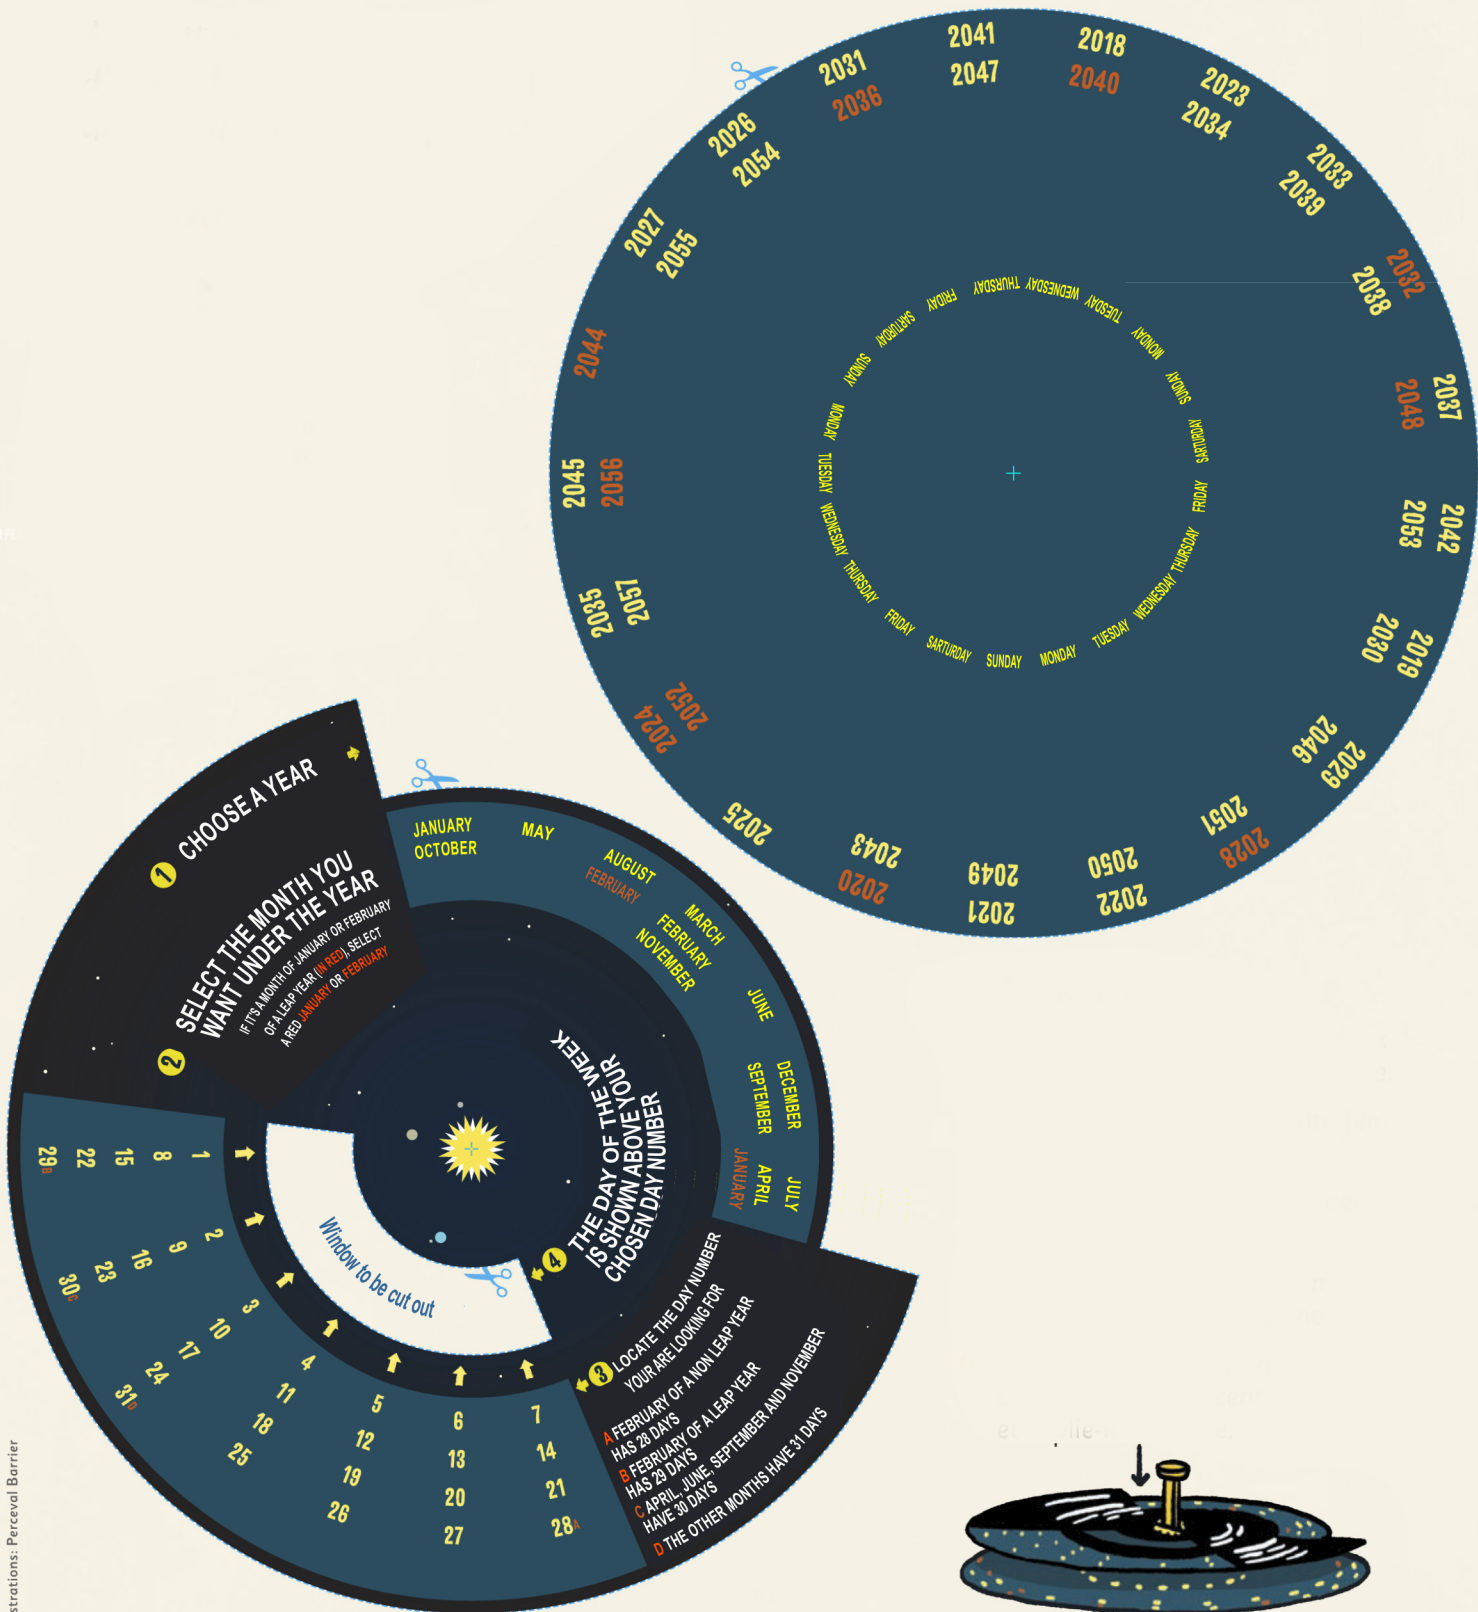 2041
2047
2018
2040
2023
2034
2033
2039
2032
2038
2037
2048
2042
2053
2019
2030
2029
2046
2028
2051
2022
2050
2021
2049
2020
2043
2025
2024
2052
2035
2057
2045
2056
2044
2027
2055
2026
2054
2031
2036
THURSDAY
WEDNESDAY
TUESDAY
MONDAY
SUNDAY
SARTURDAY
FRIDAY
THURSDAY
WEDNESDAY
TUESDAY
MONDAY
SUNDAY
SARTURDAY
FRIDAY
THURSDAY
WEDNESDAY
TUESDAY
MONDAY
SUNDAY
SARTURDAY
FRIDAY
1 CHOOSE A YEAR
2 SELECT THE MONTH YOU
WANT UNDER THE YEAR
IF IT'S A MONTH OF JANUARY OR FEBRUARY
OF A LEAP YEAR (IN RED), SELECT
A RED JANUARY OR FEBRUARY
JANUARY
OCTOBER
MAY
AUGUST
FEBRUARY
MARCH
FEBRUARY
NOVEMBER
JUNE
DECEMBER
SEPTEMBER
JULY
APRIL
JANUARY
3 LOCATE THE DAY NUMBER
YOUR ARE LOOKING FOR
A FEBRUARY OF A NON LEAP YEAR
HAS 28 DAYS
B FEBRUARY OF A LEAP YEAR
HAS 29 DAYS
C APRIL, JUNE, SEPTEMBER AND NOVEMBER
HAVE 30 DAYS
D THE OTHER MONTHS HAVE 31 DAYS
4 THE DAY OF THE WEEK
IS SHOWN ABOVE YOUR
CHOSEN DAY NUMBER
Window to be cut out
1
8
15
22
29B
2
9
16
23
30C
3
10
17
24
31D
4
11
18
25
5
12
19
26
6
13
20
27
7
14
21
28A
strations: Perceval Barrier